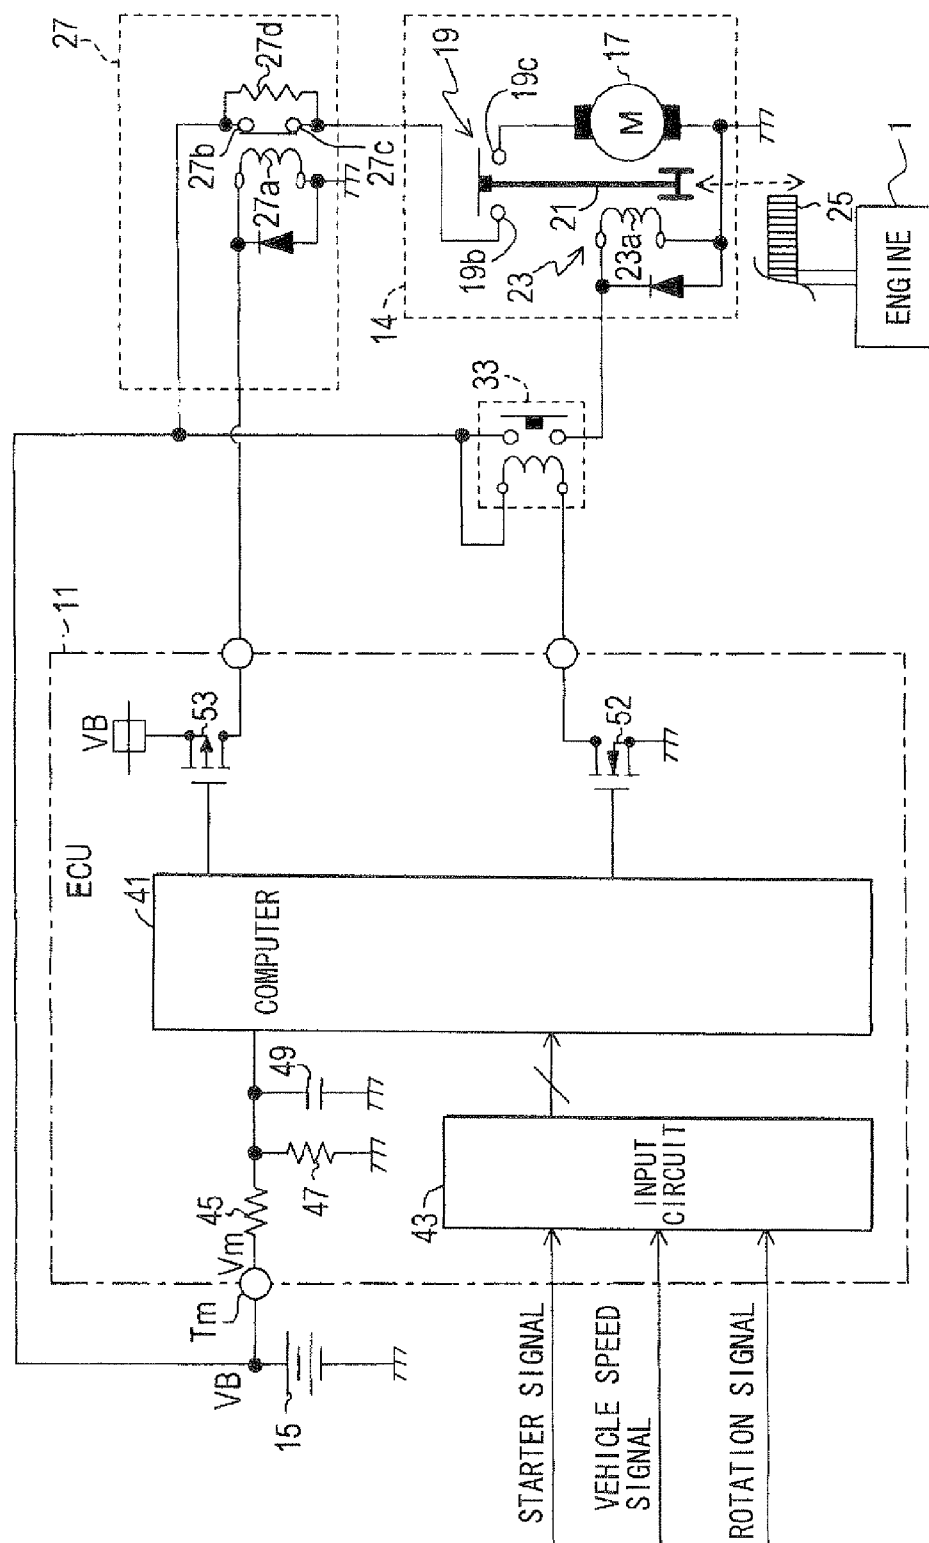 27
27d
27b
27a
27c
19
19c
17
M
19b
21
23
23a
14
25
1
ENGINE
33
11
ECU
VB
53
52
41
COMPUTER
49
47
45
Vm
Tm
VB
15
43
INPUT
CIRCUIT
STARTER SIGNAL
VEHICLE SPEED
SIGNAL
ROTATION SIGNAL